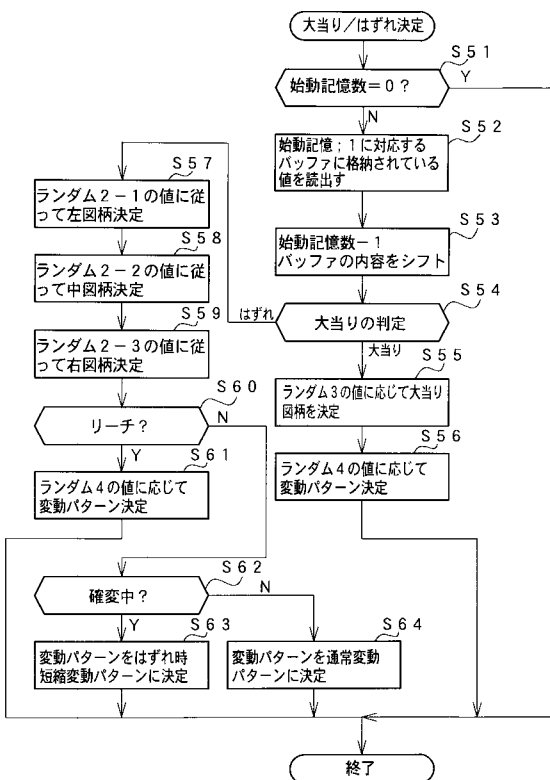 大当り/はずれ決定
S51
始動記憶数=0?
Y
N
S52
始動記憶;1に対応する
バッファに格納されている
値を読出す
S53
始動記憶数-1
バッファの内容をシフト
S54
大当りの判定
はずれ
大当り
S55
ランダム3の値に応じて大当り
図柄を決定
S56
ランダム4の値に応じて
変動パターン決定
S57
ランダム2-1の値に従
って左図柄決定
S58
ランダム2-2の値に従
って中図柄決定
S59
ランダム2-3の値に従
って右図柄決定
S60
リーチ?
N
Y
S61
ランダム4の値に応じて
変動パターン決定
S62
確変中?
N
Y
S63
変動パターンをはずれ時
短縮変動パターンに決定
S64
変動パターンを通常変動
パターンに決定
終了